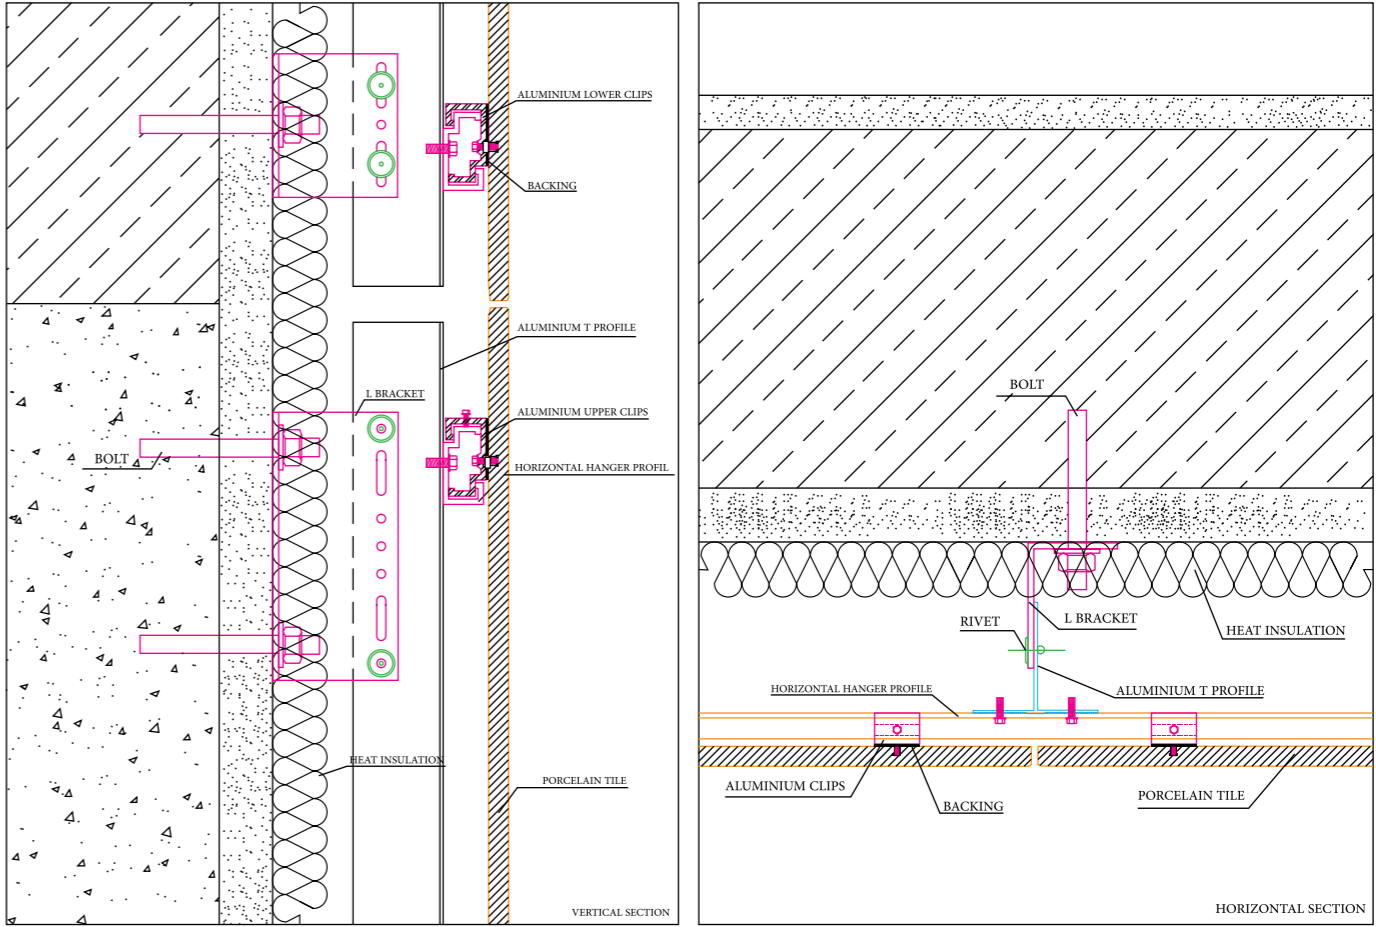 ALUMINIUM LOWER CLIPS
BACKING
ALUMINIUM T PROFILE
L BRACKET
ALUMINIUM UPPER CLIPS
BOLT
HORIZONTAL HANGER PROFIL
HEAT INSULATION
PORCELAIN TILE
VERTICAL SECTION
BOLT
RIVET
L BRACKET
HEAT INSULATION
HORIZONTAL HANGER PROFILE
ALUMINIUM T PROFILE
ALUMINIUM CLIPS
BACKING
PORCELAIN TILE
HORIZONTAL SECTION